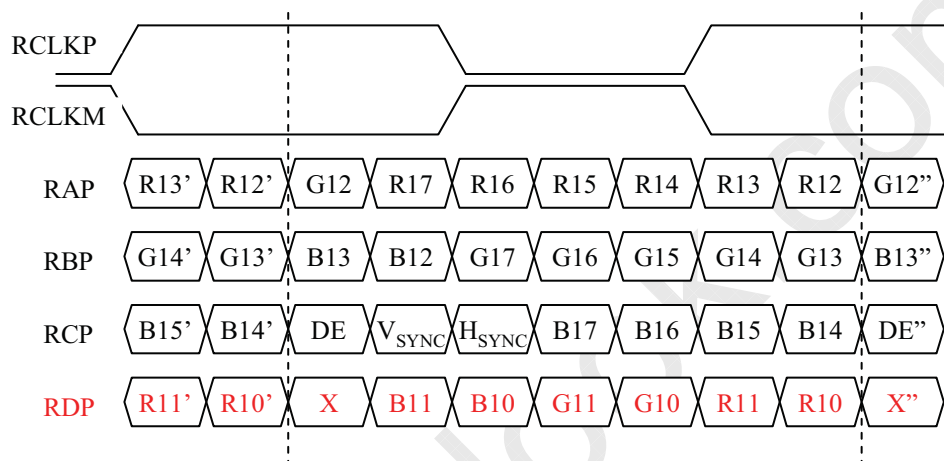 RCLKP
RCLKM
RAP R13’ R12’ G12 R17 R16 R15 R14 R13 R12 G12”
RBP G14’ G13’ B13 B12 G17 G16 G15 G14 G13 B13”
RCP B15’ B14’ DE VSYNC HSYNC B17 B16 B15 B14 DE”
RDP R11’ R10’ X B11 B10 G11 G10 R11 R10 X”